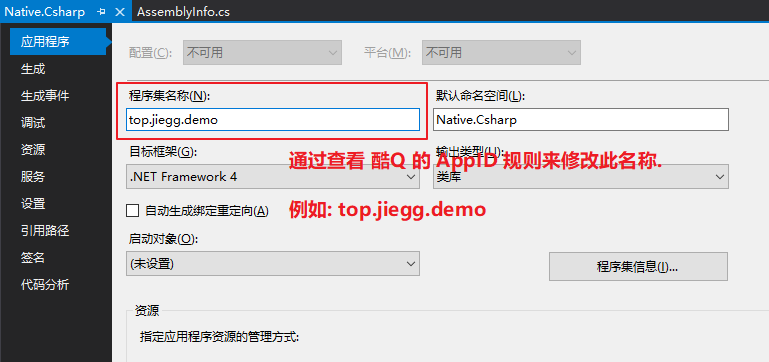 Native.Csharp AssemblyInfo.cs
应用程序
生成
生成事件
调试
资源
服务
设置
引用路径
签名
代码分析
配置(C): 不可用 平台(M): 不可用
程序集名称(N): 默认命名空间(L):
top.jiegg.demo Native.Csharp
目标框架(G): 输出类型(U):
通过查看 酷Q 的 AppID 规则来修改此名称.
.NET Framework 4 类库
自动生成绑定重定向(A)
例如: top.jiegg.demo
启动对象(O):
(未设置) 程序集信息(I)...
资源
指定应用程序资源的管理方式: